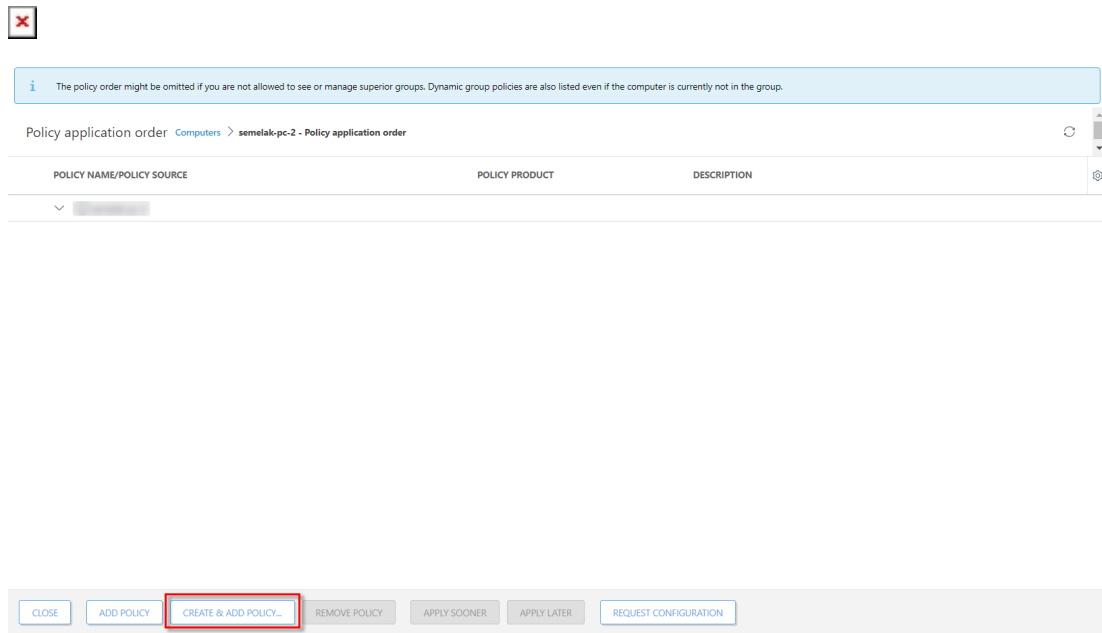 The policy order might be omitted if you are not allowed to see or manage superior groups. Dynamic group policies are also listed even if the computer is currently not in the group.
Policy application order Computers > semelak-pc-2 - Policy application order
POLICY NAME/POLICY SOURCE POLICY PRODUCT DESCRIPTION
CLOSE ADD POLICY CREATE & ADD POLICY... REMOVE POLICY APPLY SOONER APPLY LATER REQUEST CONFIGURATION